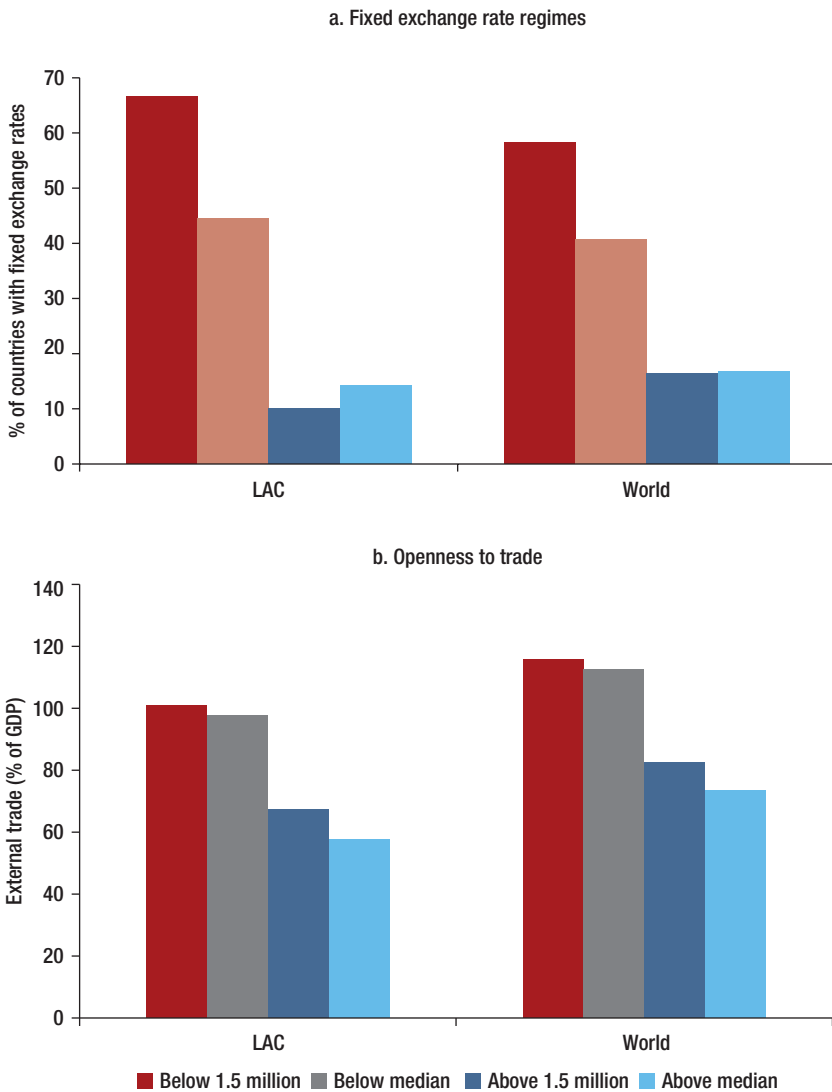 a. Fixed exchange rate regimes
% of countries with fixed exchange rates
70
60
50
40
30
20
10
0
LAC World
b. Openness to trade
External trade (% of GDP)
140
120
100
80
60
40
20
0
LAC World
Below 1.5 million Below median Above 1.5 million Above median